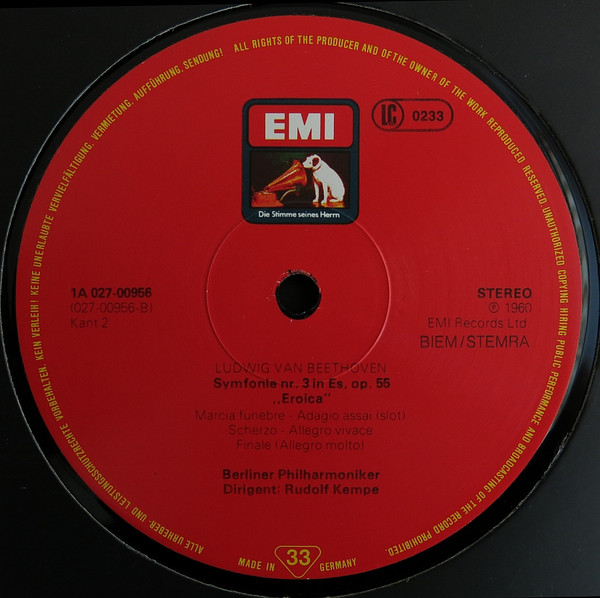 ALLE URHEBER- UND LEISTUNGSSCHUTZRECHTE VORBEHALTEN. KEIN VERLEIH! KEINE UNERLAUBTE VERVIELFÄLTIGUNG, VERMIETUNG, AUFFÜHRUNG, SENDUNG!
ALL RIGHTS OF THE PRODUCER AND OF THE OWNER OF THE WORK REPRODUCED RESERVED. UNAUTHORIZED COPYING HIRING PUBLIC PERFORMANCE AND BROADCASTING OF THE RECORD PROHIBITED.
EMI
LC 0233
Die Stimme seines Herrn
1A 027-00956
(027-00956-B)
Kant 2
STEREO
℗ 1960
EMI Records Ltd.
BIEM/STEMRA
LUDWIG VAN BEETHOVEN
Symfonie nr. 3 in Es, op. 55
„Eroica"
Marcia funebre - Adagio assai (slot)
Scherzo - Allegro vivace
Finale (Allegro molto)
Berliner Philharmoniker
Dirigent: Rudolf Kempe
MADE IN 33 GERMANY